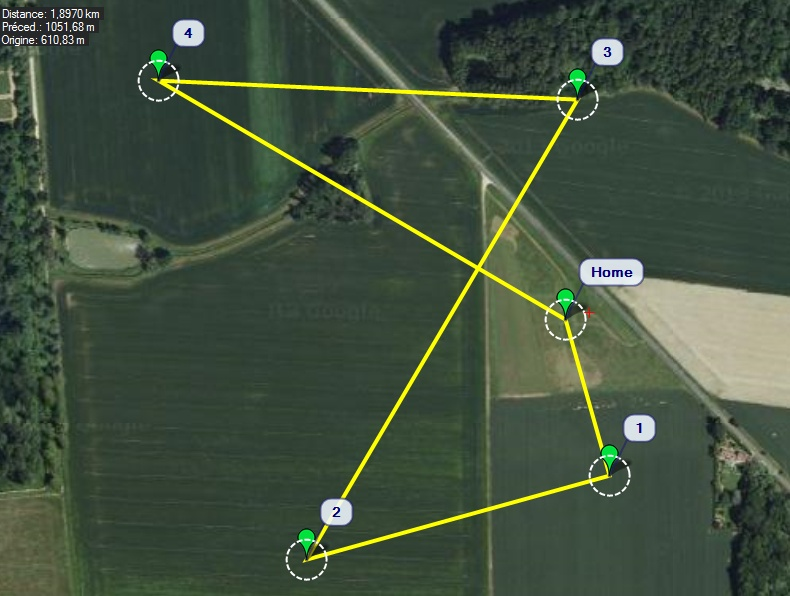 Distance: 1,8970 km
Préced.: 1051,68 m
Origine: 610,83 m
4
3
Home
1
2